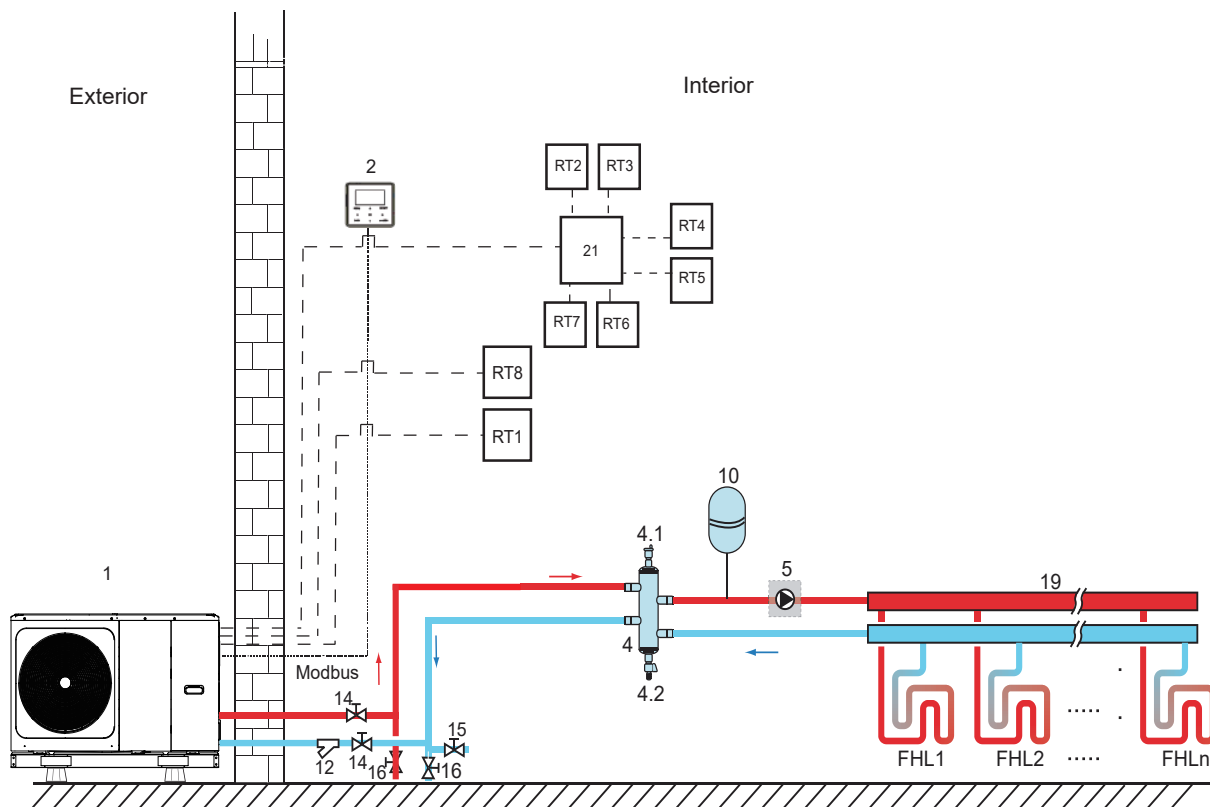 Exterior
Interior
2
RT2
RT3
RT4
21
RT5
RT7
RT6
RT8
RT1
10
4.1
1
5
19
4
Modbus
4.2
14
15
12
14
16
16
FHL1
FHL2
.....
.....
.
.
FHLn